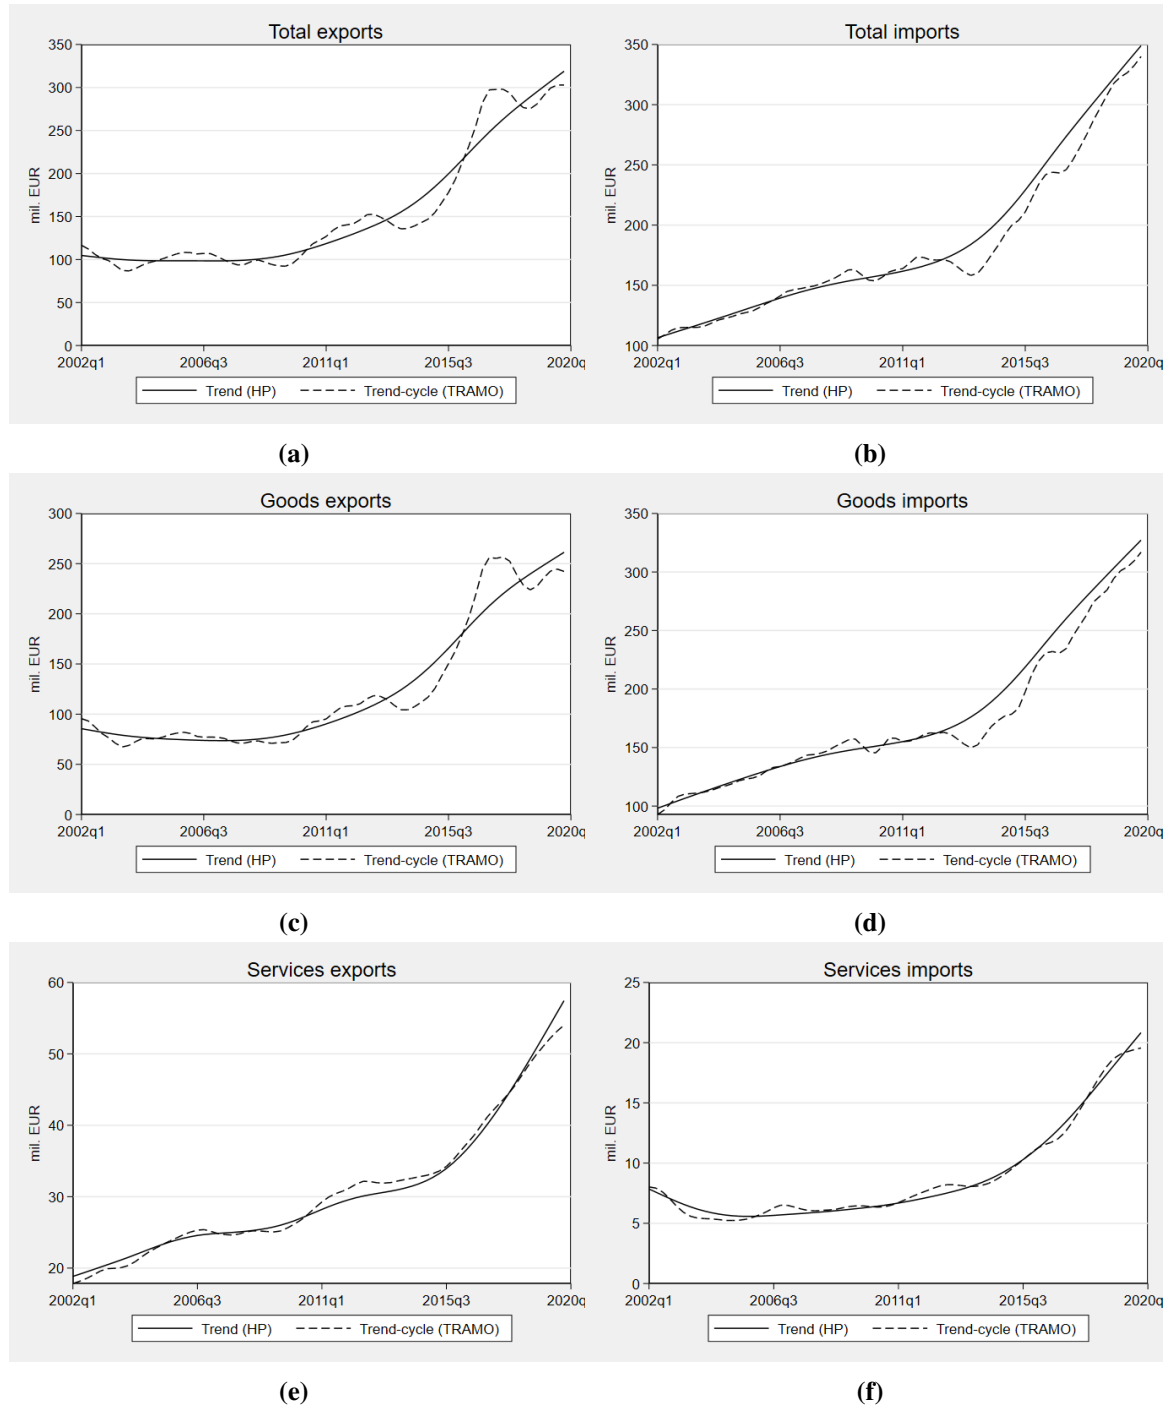 Total exports
350
300
250
200
150
100
50
0
mil. EUR
2002q1 2006q3 2011q1 2015q3 2020q
Trend (HP) Trend-cycle (TRAMO)
(a)
Total imports
350
300
250
200
150
100
mil. EUR
2002q1 2006q3 2011q1 2015q3 2020q
Trend (HP) Trend-cycle (TRAMO)
(b)
Goods exports
300
250
200
150
100
50
0
mil. EUR
2002q1 2006q3 2011q1 2015q3 2020q
Trend (HP) Trend-cycle (TRAMO)
(c)
Goods imports
350
300
250
200
150
100
mil. EUR
2002q1 2006q3 2011q1 2015q3 2020q
Trend (HP) Tend-cycle (TRAMO)
(d)
Services exports
60
50
40
30
20
mil. EUR
2002q1 2006q3 2011q1 2015q3 2020q
Trend (HP) Trend-cycle (TRAMO)
(e)
Services imports
25
20
15
10
5
0
mil. EUR
2002q1 2006q3 2011q1 2015q3 2020q
Trend (HP) Trend-cycle (TRAMO)
(f)